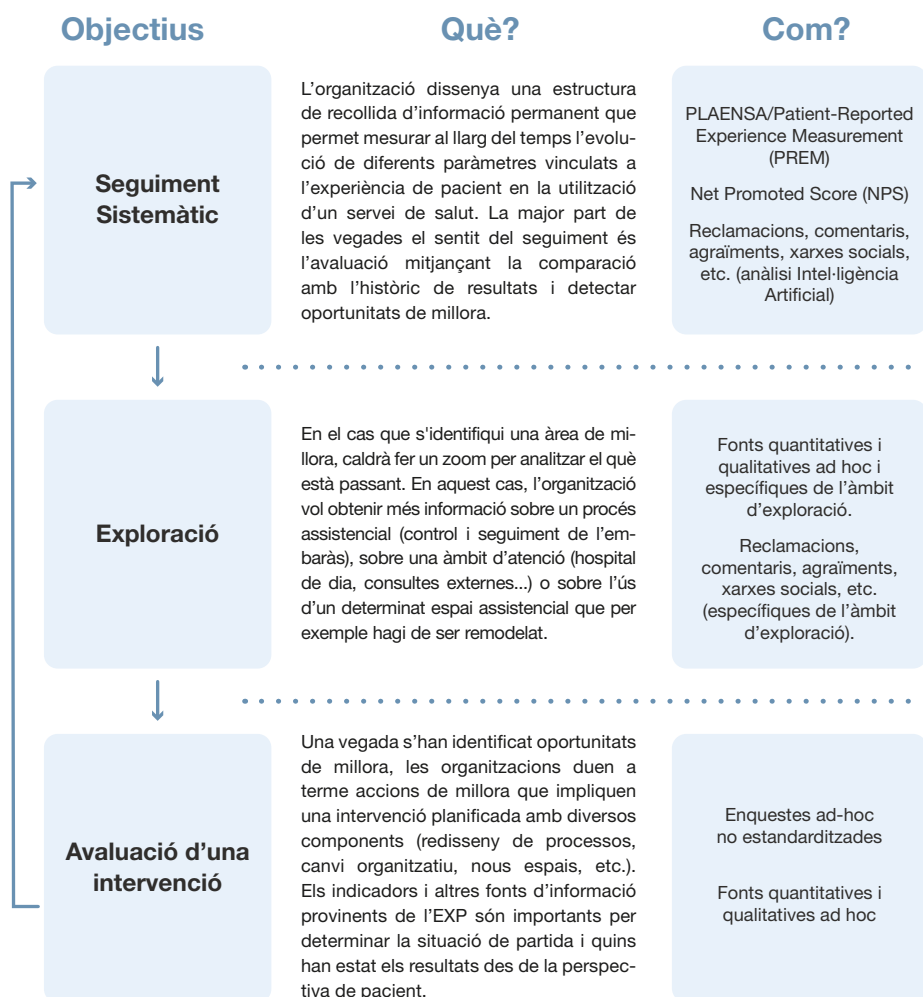 Objectius
Què?
Com?
Seguiment
Sistemàtic
L’organització dissenya una estructura
de recollida d’informació permanent que
permet mesurar al llarg del temps l’evolu-
ció de diferents paràmetres vinculats a
l’experiència de pacient en la utilització
d’un servei de salut. La major part de
les vegades el sentit del seguiment és
l’avaluació mitjançant la comparació
amb l’històric de resultats i detectar
oportunitats de millora.
PLAENSA/Patient-Reported
Experience Measurement
(PREM)
Net Promoted Score (NPS)
Reclamacions, comentaris,
agraïments, xarxes socials,
etc. (anàlisi Intel·ligència
Artificial)
Exploració
En el cas que s'identifiqui una àrea de mi-
llora, caldrà fer un zoom per analitzar el què
està passant. En aquest cas, l’organització
vol obtenir més informació sobre un procés
assistencial (control i seguiment de l’em-
baràs), sobre una àmbit d’atenció (hospital
de dia, consultes externes...) o sobre l’ús
d’un determinat espai assistencial que per
exemple hagi de ser remodelat.
Fonts quantitatives i
qualitatives ad hoc i
específiques de l’àmbit
d’exploració.
Reclamacions,
comentaris, agraïments,
xarxes socials, etc.
(específiques de l’àmbit
d’exploració).
Avaluació d’una
intervenció
Una vegada s’han identificat oportunitats
de millora, les organitzacions duen a
terme accions de millora que impliquen
una intervenció planificada amb diversos
components (redisseny de processos,
canvi organitzatiu, nous espais, etc.).
Els indicadors i altres fonts d’informació
provinents de l’EXP són importants per
determinar la situació de partida i quins
han estat els resultats des de la perspec-
tiva de pacient.
Enquestes ad-hoc
no estandarditzades
Fonts quantitatives i
qualitatives ad hoc